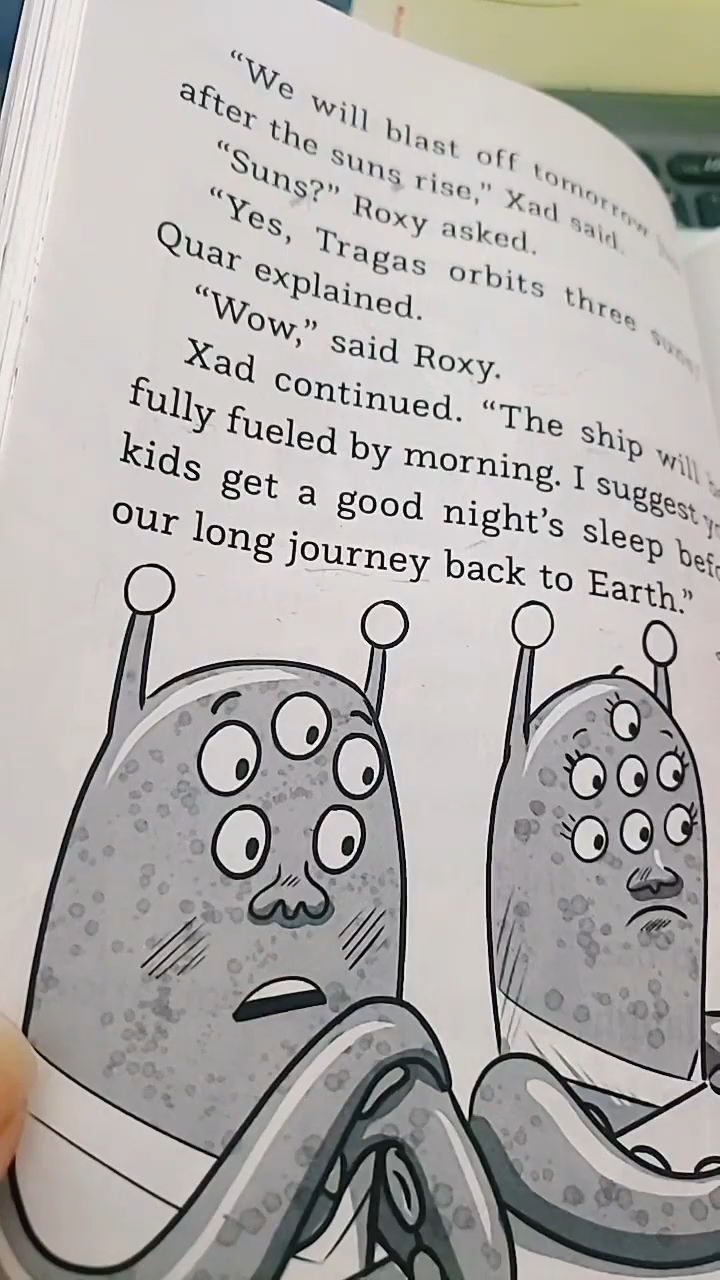 “We will blast off tomorrow
after the suns rise,” Xad said.
“Suns?” Roxy asked.
“Yes, Tragas orbits three suns,
Quar explained.
“Wow,” said Roxy.
Xad continued. “The ship will
fully fueled by morning. I suggest
kids get a good night’s sleep
our long journey back to Earth.”